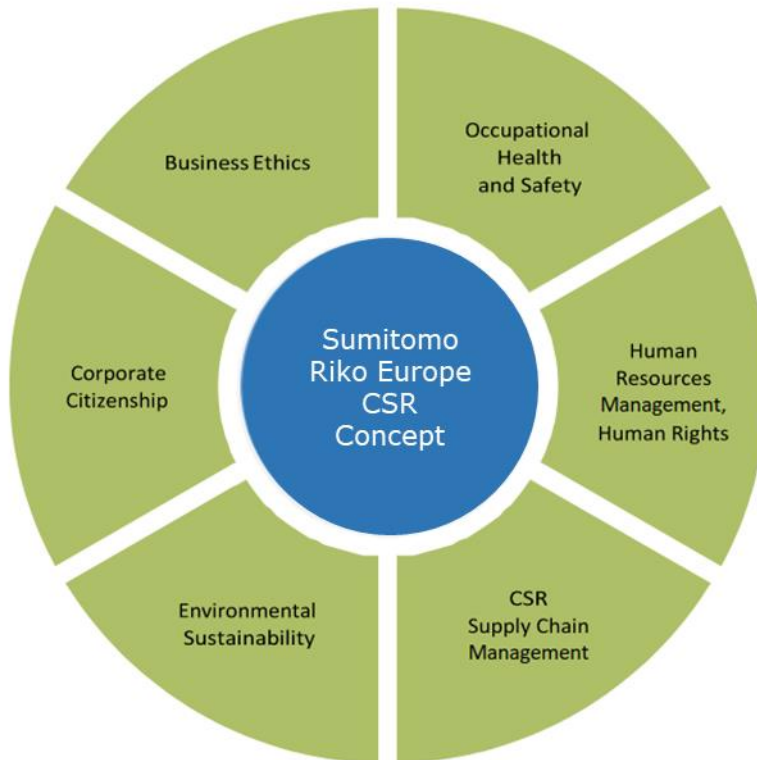 Business Ethics
Occupational
Health
and Safety
Corporate
Citizenship
Sumitomo
Riko Europe
CSR
Concept
Human
Resources
Management,
Human Rights
Environmental
Sustainability
CSR
Supply Chain
Management